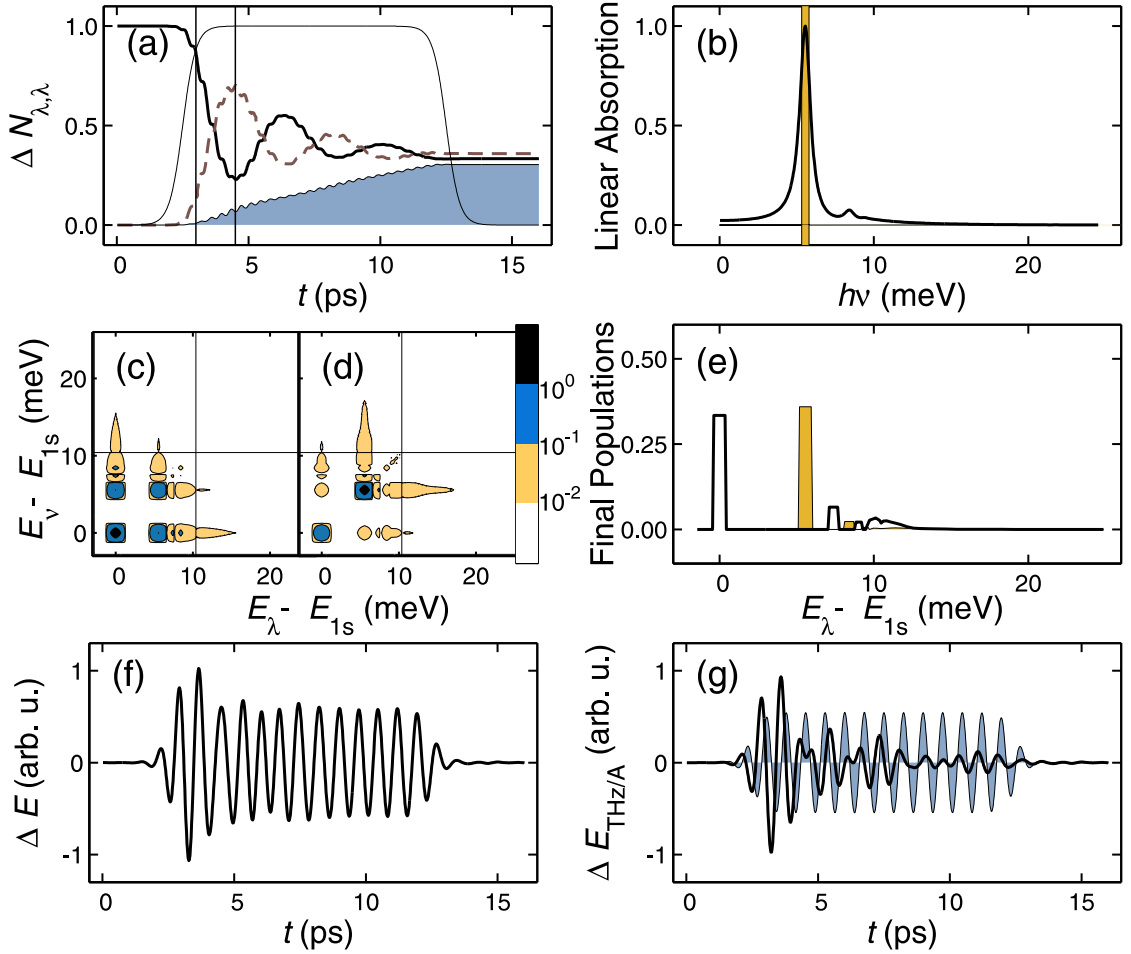 (a)
Δ N_λ,λ
1.0
0.5
0.0
0 5 10 15
t (ps)
(b)
Linear Absorption
1.0
0.5
0.0
0 10 20
hν (meV)
(c)
(d)
E_ν - E_1s (meV)
20
10
0
10^0
10^-1
10^-2
0 10 20 0 10 20
E_λ - E_1s (meV)
(e)
Final Populations
0.50
0.25
0.00
0 10 20
E_λ - E_1s (meV)
(f)
Δ E (arb. u.)
1
0
-1
0 5 10 15
t (ps)
(g)
Δ E_THz/A (arb. u.)
1
0
-1
0 5 10 15
t (ps)